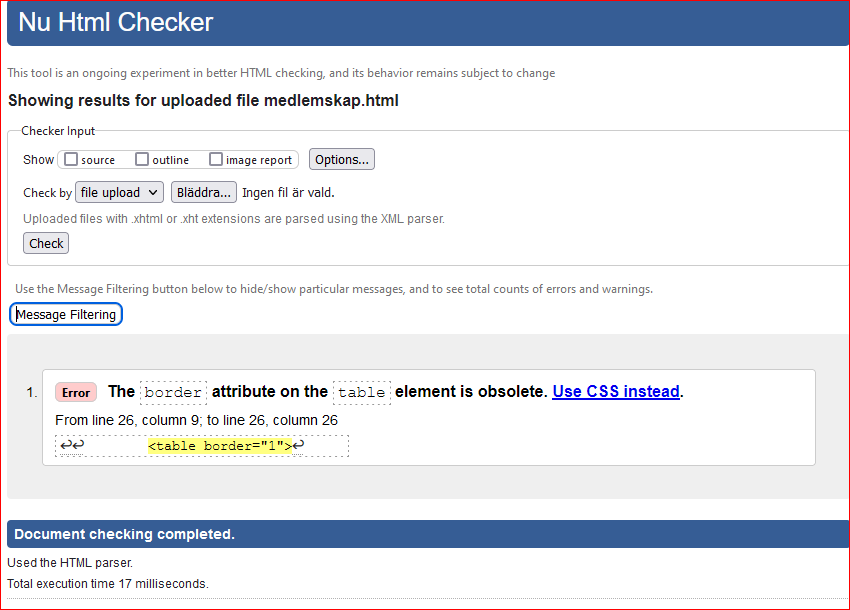 Nu Html Checker
This tool is an ongoing experiment in better HTML checking, and its behavior remains subject to change
Showing results for uploaded file medlemskap.html
Checker Input
Show source outline image report Options...
Check by file upload Bläddra... Ingen fil är vald.
Uploaded files with .xhtml or .xht extensions are parsed using the XML parser.
Check
Use the Message Filtering button below to hide/show particular messages, and to see total counts of errors and warnings.
Message Filtering
1. Error The border attribute on the table element is obsolete. Use CSS instead.
From line 26, column 9; to line 26, column 26
↩↩ <table border="1">↩
Document checking completed.
Used the HTML parser.
Total execution time 17 milliseconds.